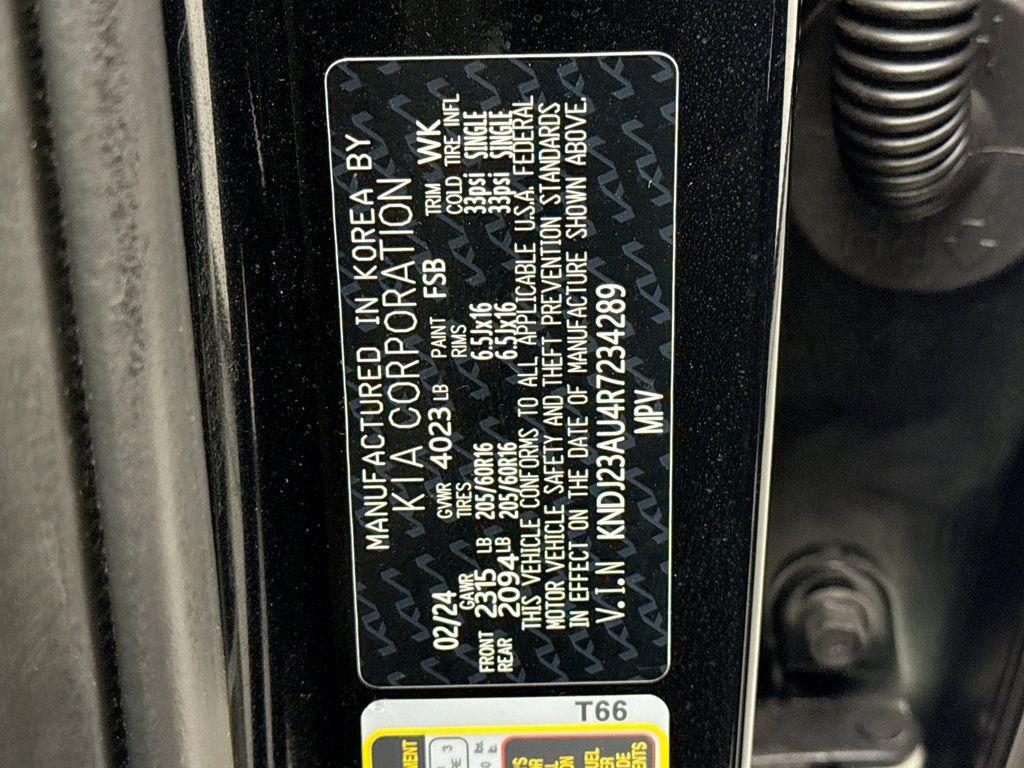 MANUFACTURED IN KOREA BY
KIA CORPORATION
02/24 GVWR 4023 LB PAINT FSB TRIM WK
GAWR TIRES RIMS COLD TIRE INFL
FRONT 2315 LB 205/60R16 6.5Jx16 33psi SINGLE
REAR 2094 LB 205/60R16 6.5Jx16 33psi SINGLE
THIS VEHICLE CONFORMS TO ALL APPLICABLE U.S.A. FEDERAL
MOTOR VEHICLE SAFETY AND THEFT PREVENTION STANDARDS
IN EFFECT ON THE DATE OF MANUFACTURE SHOWN ABOVE.
V.I.N KNDJ23AU4R7234289
MPV
T66